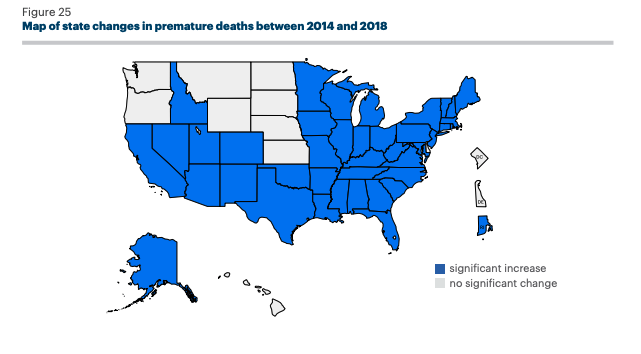 Figure 25
Map of state changes in premature deaths between 2014 and 2018
DC
DE
significant increase
no significant change